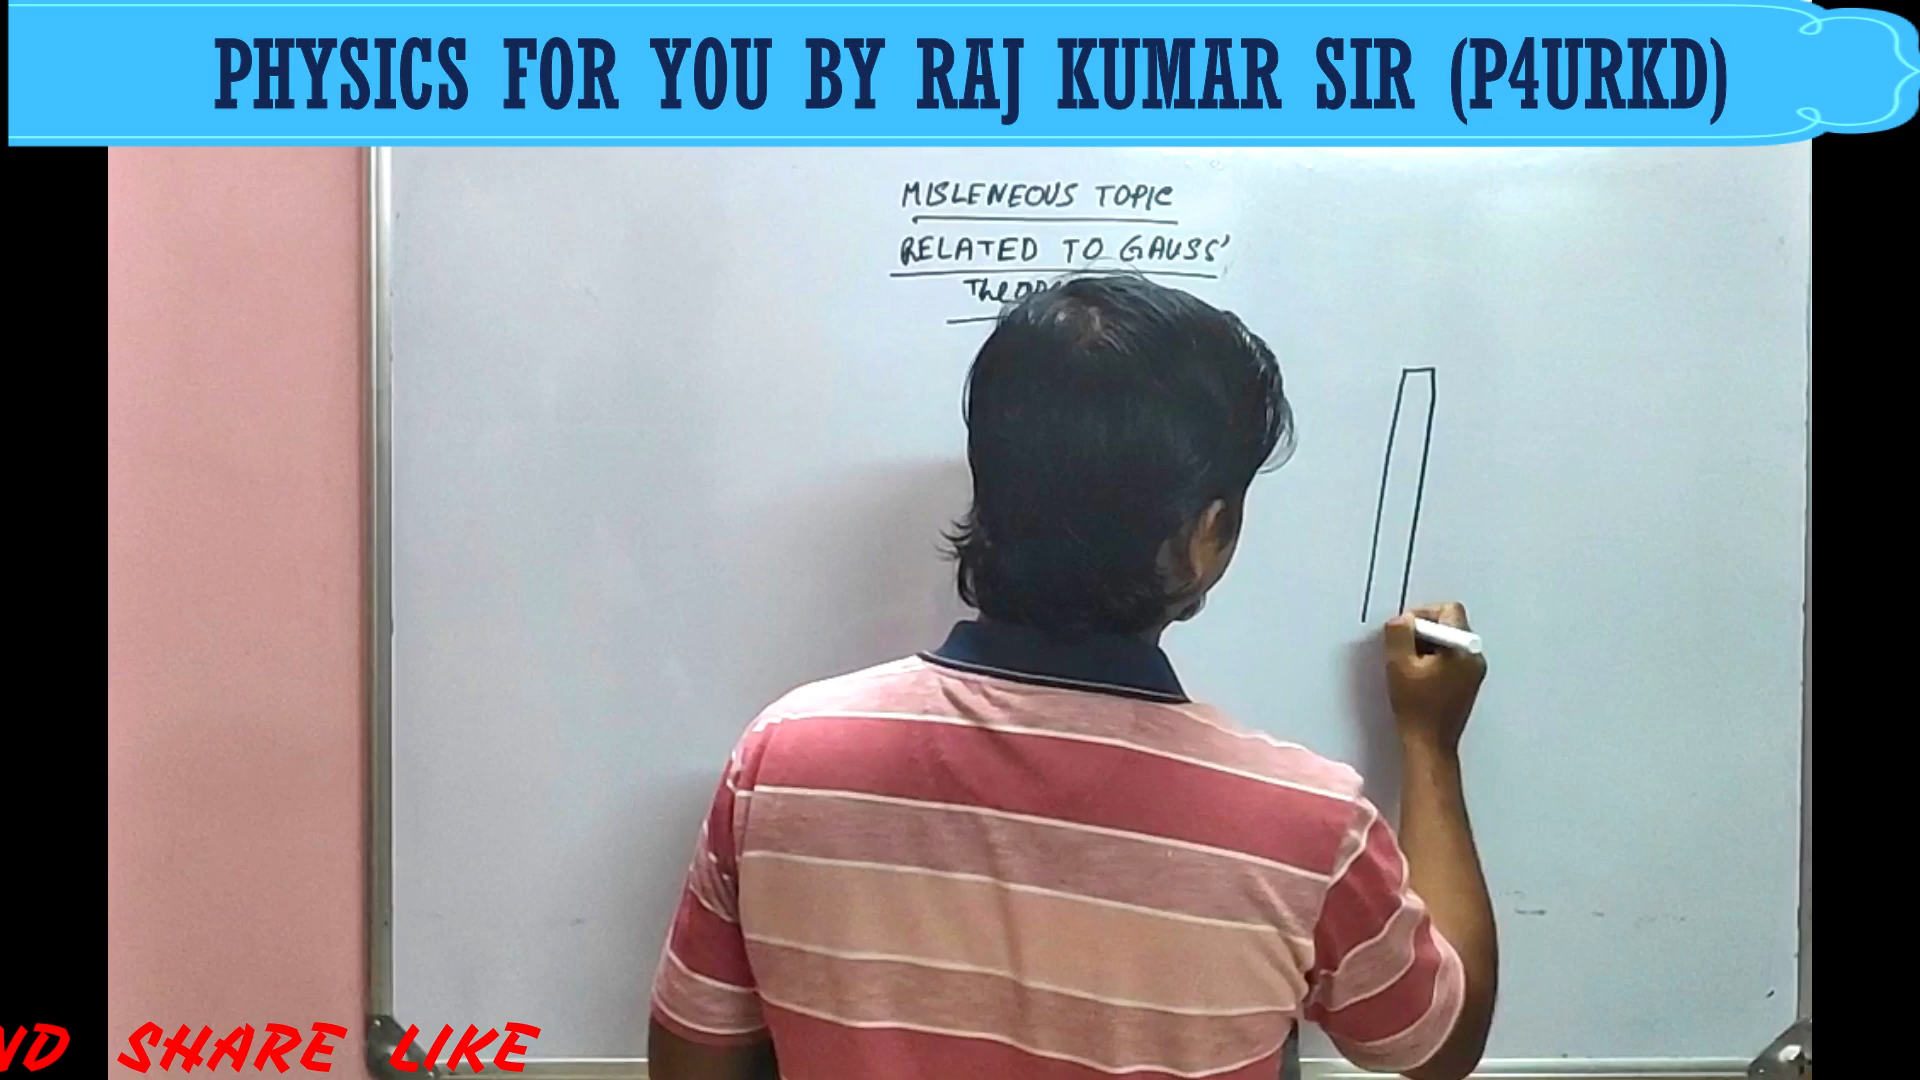 PHYSICS FOR YOU BY RAJ KUMAR SIR (P4URKD)
MISLENEOUS TOPIC
RELATED TO GAUSS'
SHARE LIKE